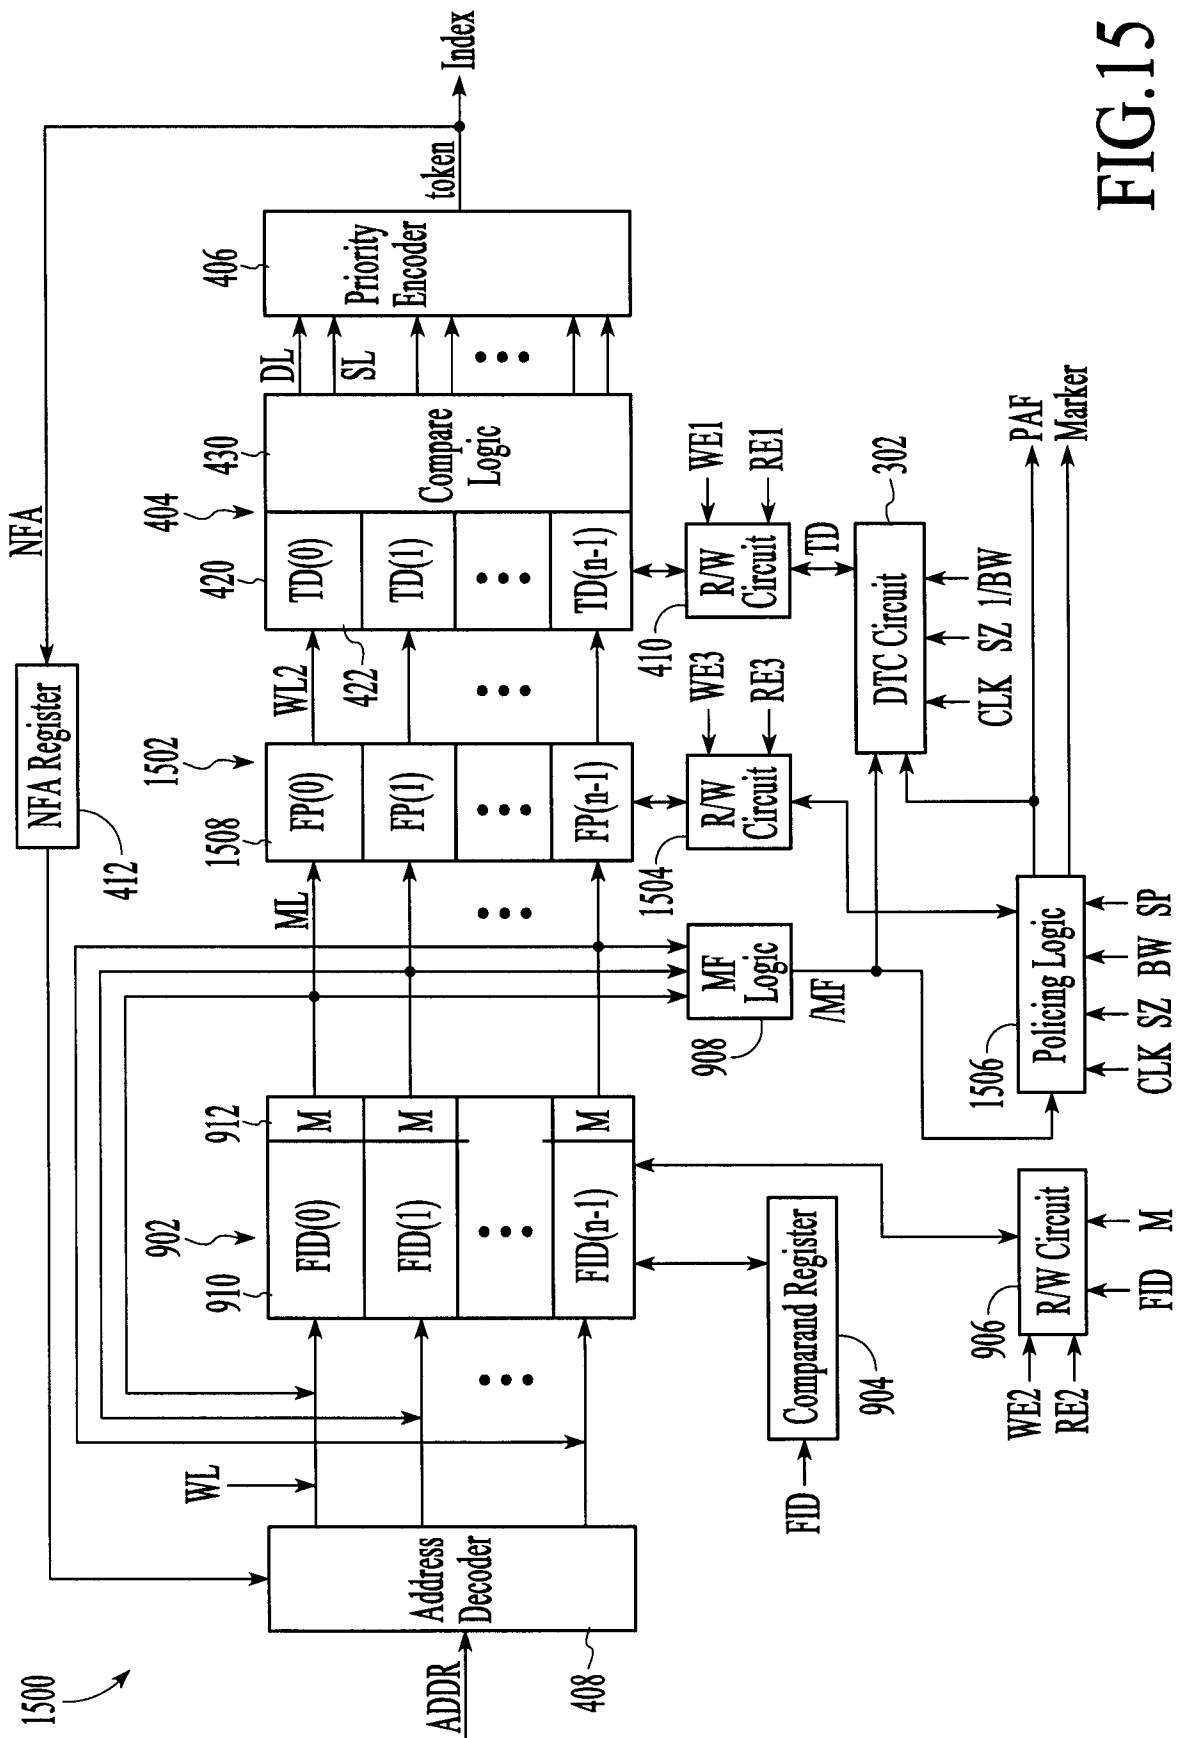 1500
NFA Register
412
NFA
ADDR
Address
Decoder
408
WL
902
910
912
FID(0)
M
FID(1)
M
FID(n-1)
M
ML
1502
1508
FP(0)
FP(1)
FP(n-1)
WL2
404
420
430
TD(0)
TD(1)
TD(n-1)
422
Compare
Logic
DL
SL
406
Priority
Encoder
token
Index
FID
Comparand Register
904
MF
Logic
908
/MF
R/W
Circuit
1504
WE3
RE3
R/W
Circuit
410
WE1
RE1
TD
DTC Circuit
302
CLK
SZ
1/BW
WE2
RE2
R/W Circuit
906
FID
M
Policing Logic
1506
CLK
SZ
BW
SP
PAF
Marker
FIG.15